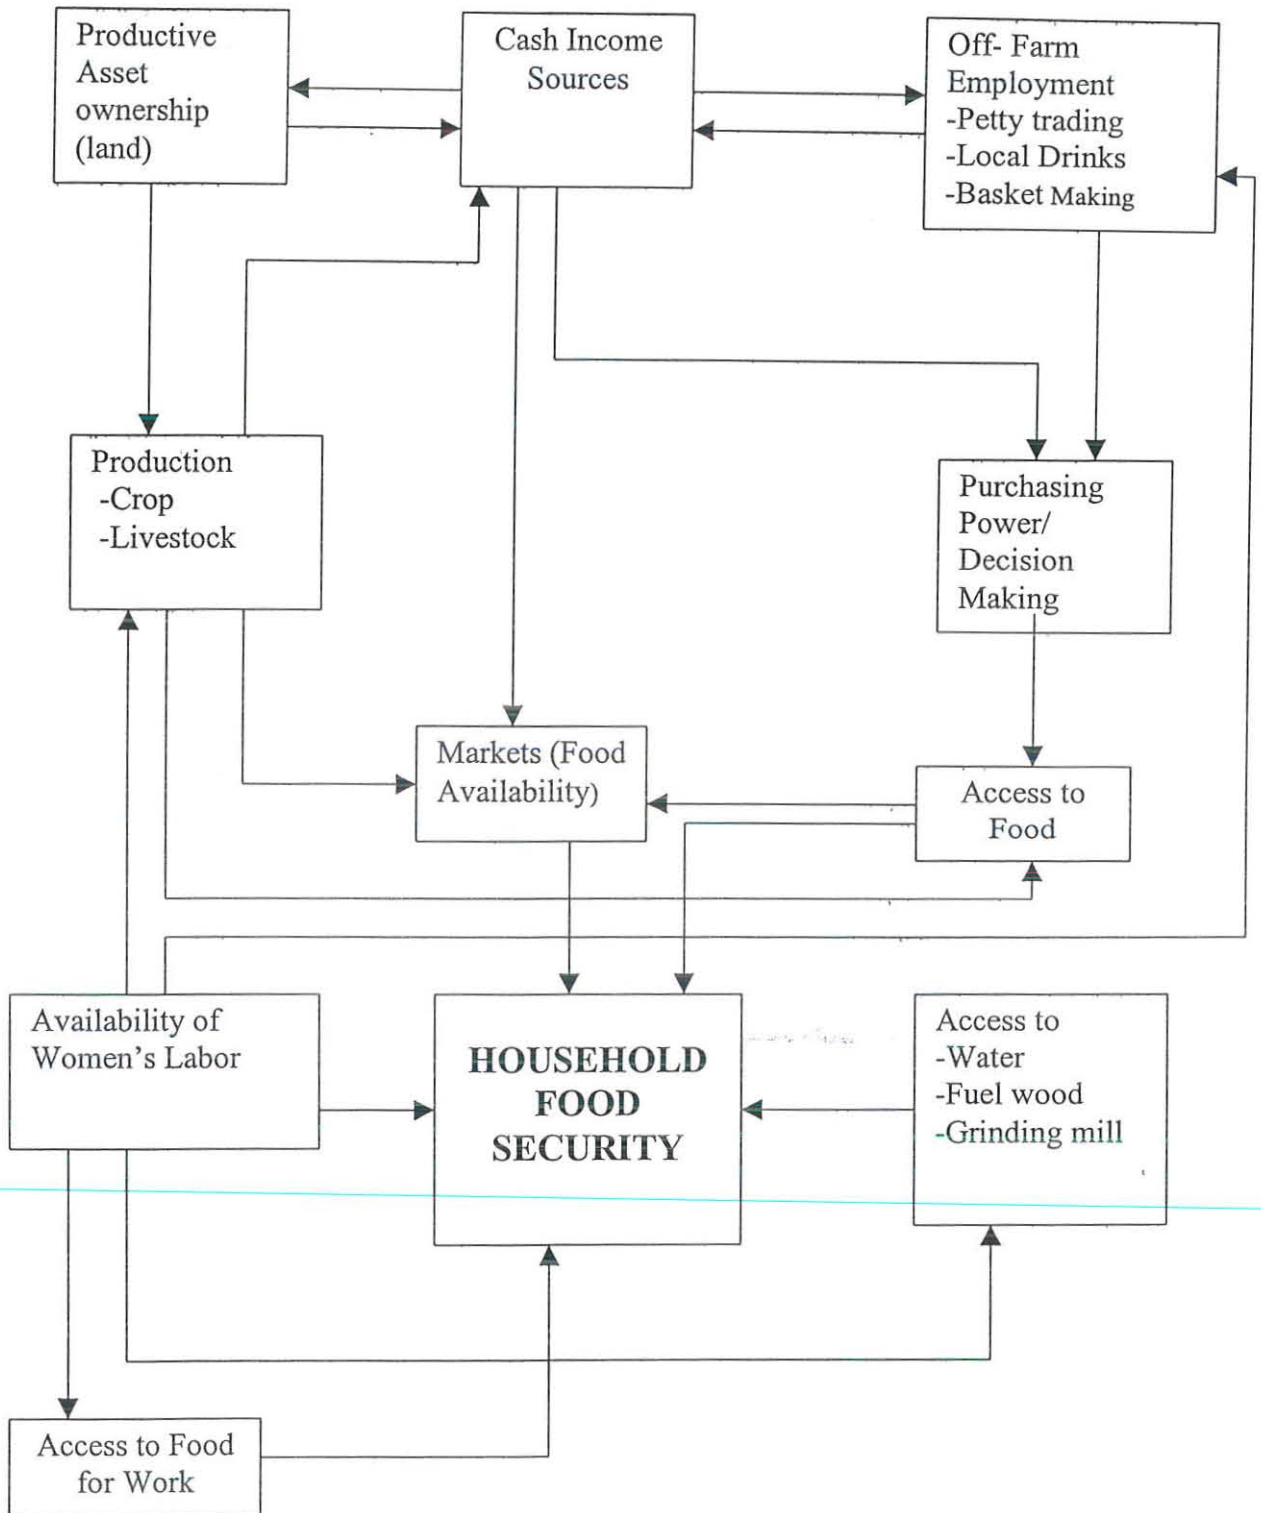 Productive
Asset
ownership
(land)
Cash Income
Sources
Off- Farm
Employment
-Petty trading
-Local Drinks
-Basket Making
Production
-Crop
-Livestock
Purchasing
Power/
Decision
Making
Markets (Food
Availability)
Access to
Food
Availability of
Women's Labor
HOUSEHOLD
FOOD
SECURITY
Access to
-Water
-Fuel wood
-Grinding mill
Access to Food
for Work